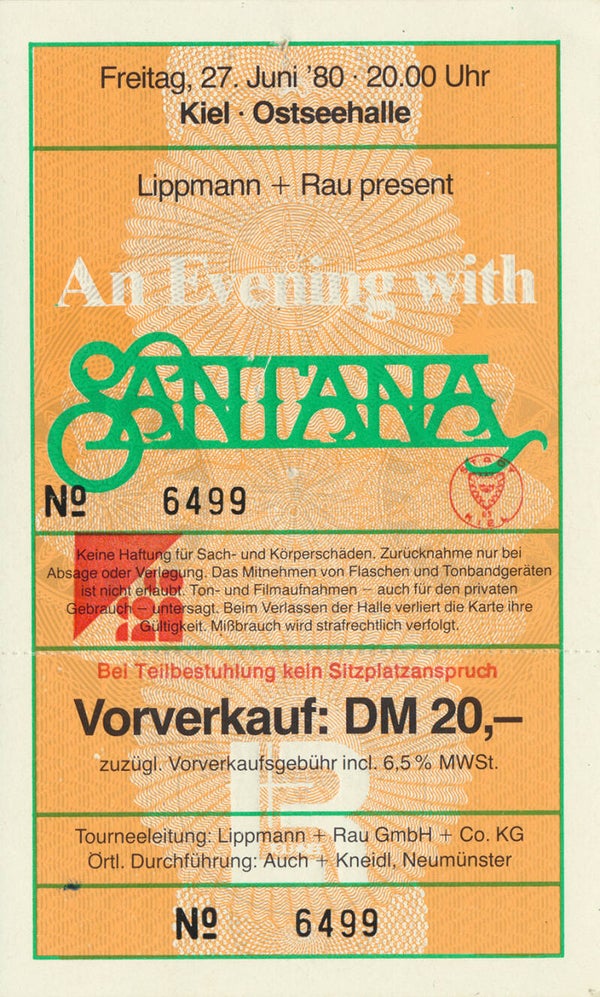 Freitag, 27. Juni '80 · 20.00 Uhr
Kiel · Ostseehalle
Lippmann + Rau present
An Evening with
SANTANA
Nº 6499
STADT
KIEL
Keine Haftung für Sach- und Körperschäden. Zurücknahme nur bei
Absage oder Verlegung. Das Mitnehmen von Flaschen und Tonbandgeräten
ist nicht erlaubt. Ton- und Filmaufnahmen – auch für den privaten
Gebrauch – untersagt. Beim Verlassen der Halle verliert die Karte ihre
Gültigkeit. Mißbrauch wird strafrechtlich verfolgt.
Bei Teilbestuhlung kein Sitzplatzanspruch
Vorverkauf: DM 20,–
zuzügl. Vorverkaufsgebühr incl. 6,5% MWSt.
LR
Tourneeleitung: Lippmann + Rau GmbH + Co. KG
Örtl. Durchführung: Auch + Kneidl, Neumünster
Nº 6499